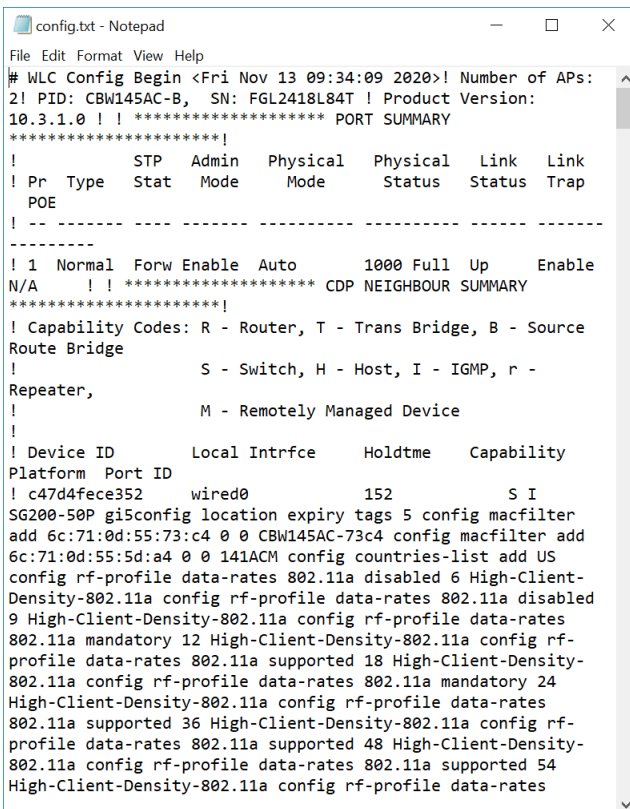 config.txt - Notepad
File Edit Format View Help
# WLC Config Begin <Fri Nov 13 09:34:09 2020>! Number of APs:
2! PID: CBW145AC-B,  SN: FGL2418L84T ! Product Version:
10.3.1.0 ! ! ******************** PORT SUMMARY
**********************!
!             STP   Admin   Physical   Physical   Link   Link
! Pr  Type   Stat   Mode     Mode       Status   Status  Trap
  POE
! -- ------- ---- ------- ---------- ---------- ------ -------
---------
! 1  Normal  Forw Enable  Auto       1000 Full  Up     Enable
N/A     ! ! ******************** CDP NEIGHBOUR SUMMARY
**********************!
! Capability Codes: R - Router, T - Trans Bridge, B - Source
Route Bridge
!                   S - Switch, H - Host, I - IGMP, r -
Repeater,
!                   M - Remotely Managed Device
!
! Device ID        Local Intrfce     Holdtme    Capability
Platform  Port ID
! c47d4fece352     wired0            152            S I
SG200-50P gi5config location expiry tags 5 config macfilter
add 6c:71:0d:55:73:c4 0 0 CBW145AC-73c4 config macfilter add
6c:71:0d:55:5d:a4 0 0 141ACM config countries-list add US
config rf-profile data-rates 802.11a disabled 6 High-Client-
Density-802.11a config rf-profile data-rates 802.11a disabled
9 High-Client-Density-802.11a config rf-profile data-rates
802.11a mandatory 12 High-Client-Density-802.11a config rf-
profile data-rates 802.11a supported 18 High-Client-Density-
802.11a config rf-profile data-rates 802.11a mandatory 24
High-Client-Density-802.11a config rf-profile data-rates
802.11a supported 36 High-Client-Density-802.11a config rf-
profile data-rates 802.11a supported 48 High-Client-Density-
802.11a config rf-profile data-rates 802.11a supported 54
High-Client-Density-802.11a config rf-profile data-rates